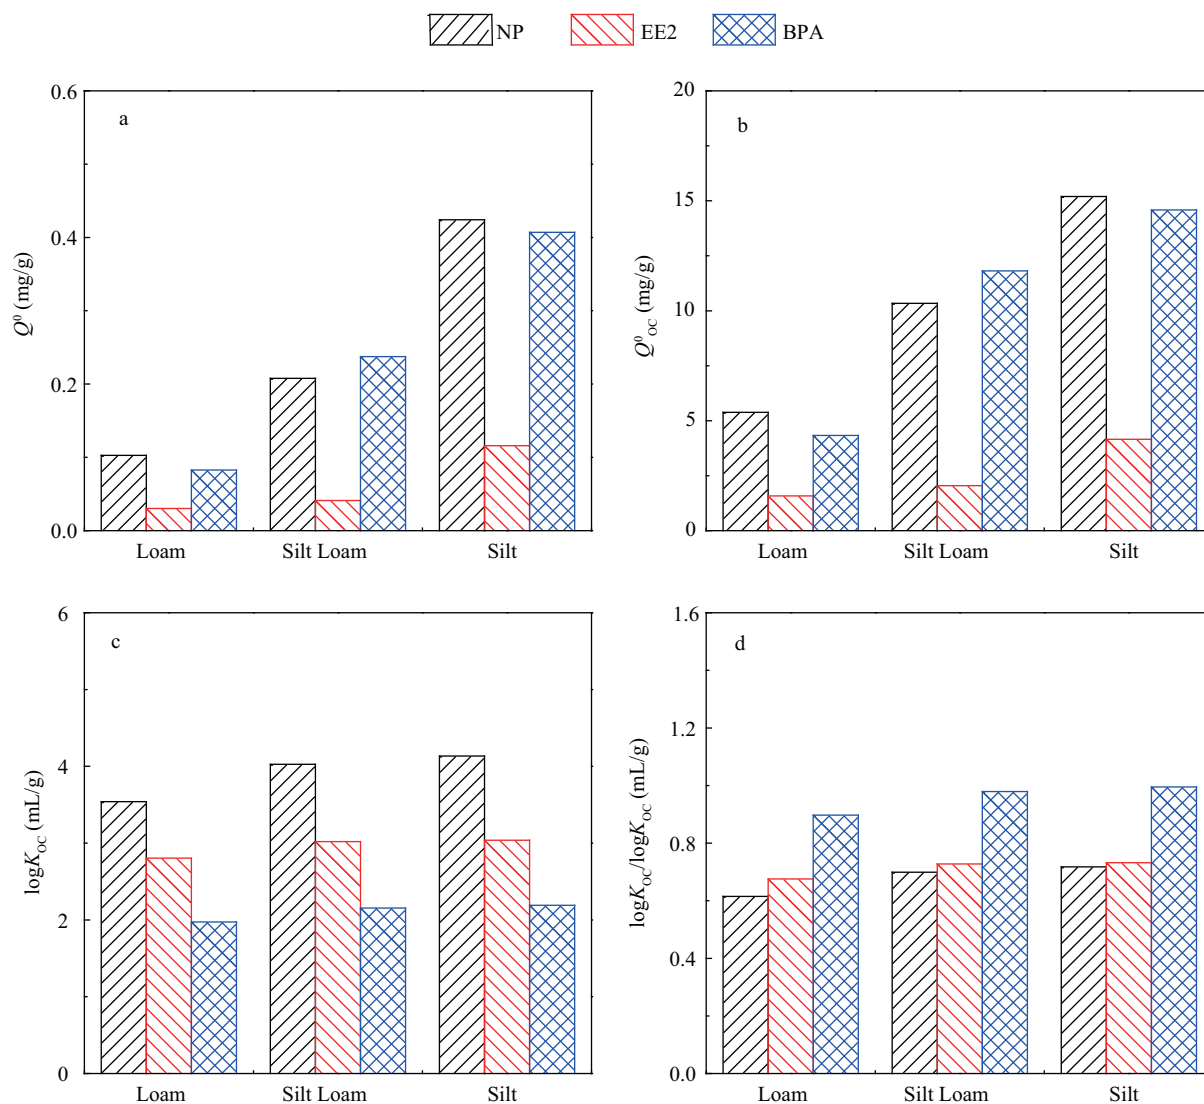 NP EE2 BPA
a
0.6
0.4
0.2
0.0
Q⁰ (mg/g)
Loam Silt Loam Silt
b
20
15
10
5
0
Q⁰OC (mg/g)
Loam Silt Loam Silt
c
6
4
2
0
logKOC (mL/g)
Loam Silt Loam Silt
d
1.6
1.2
0.8
0.4
0.0
logKOC/logKOC (mL/g)
Loam Silt Loam Silt